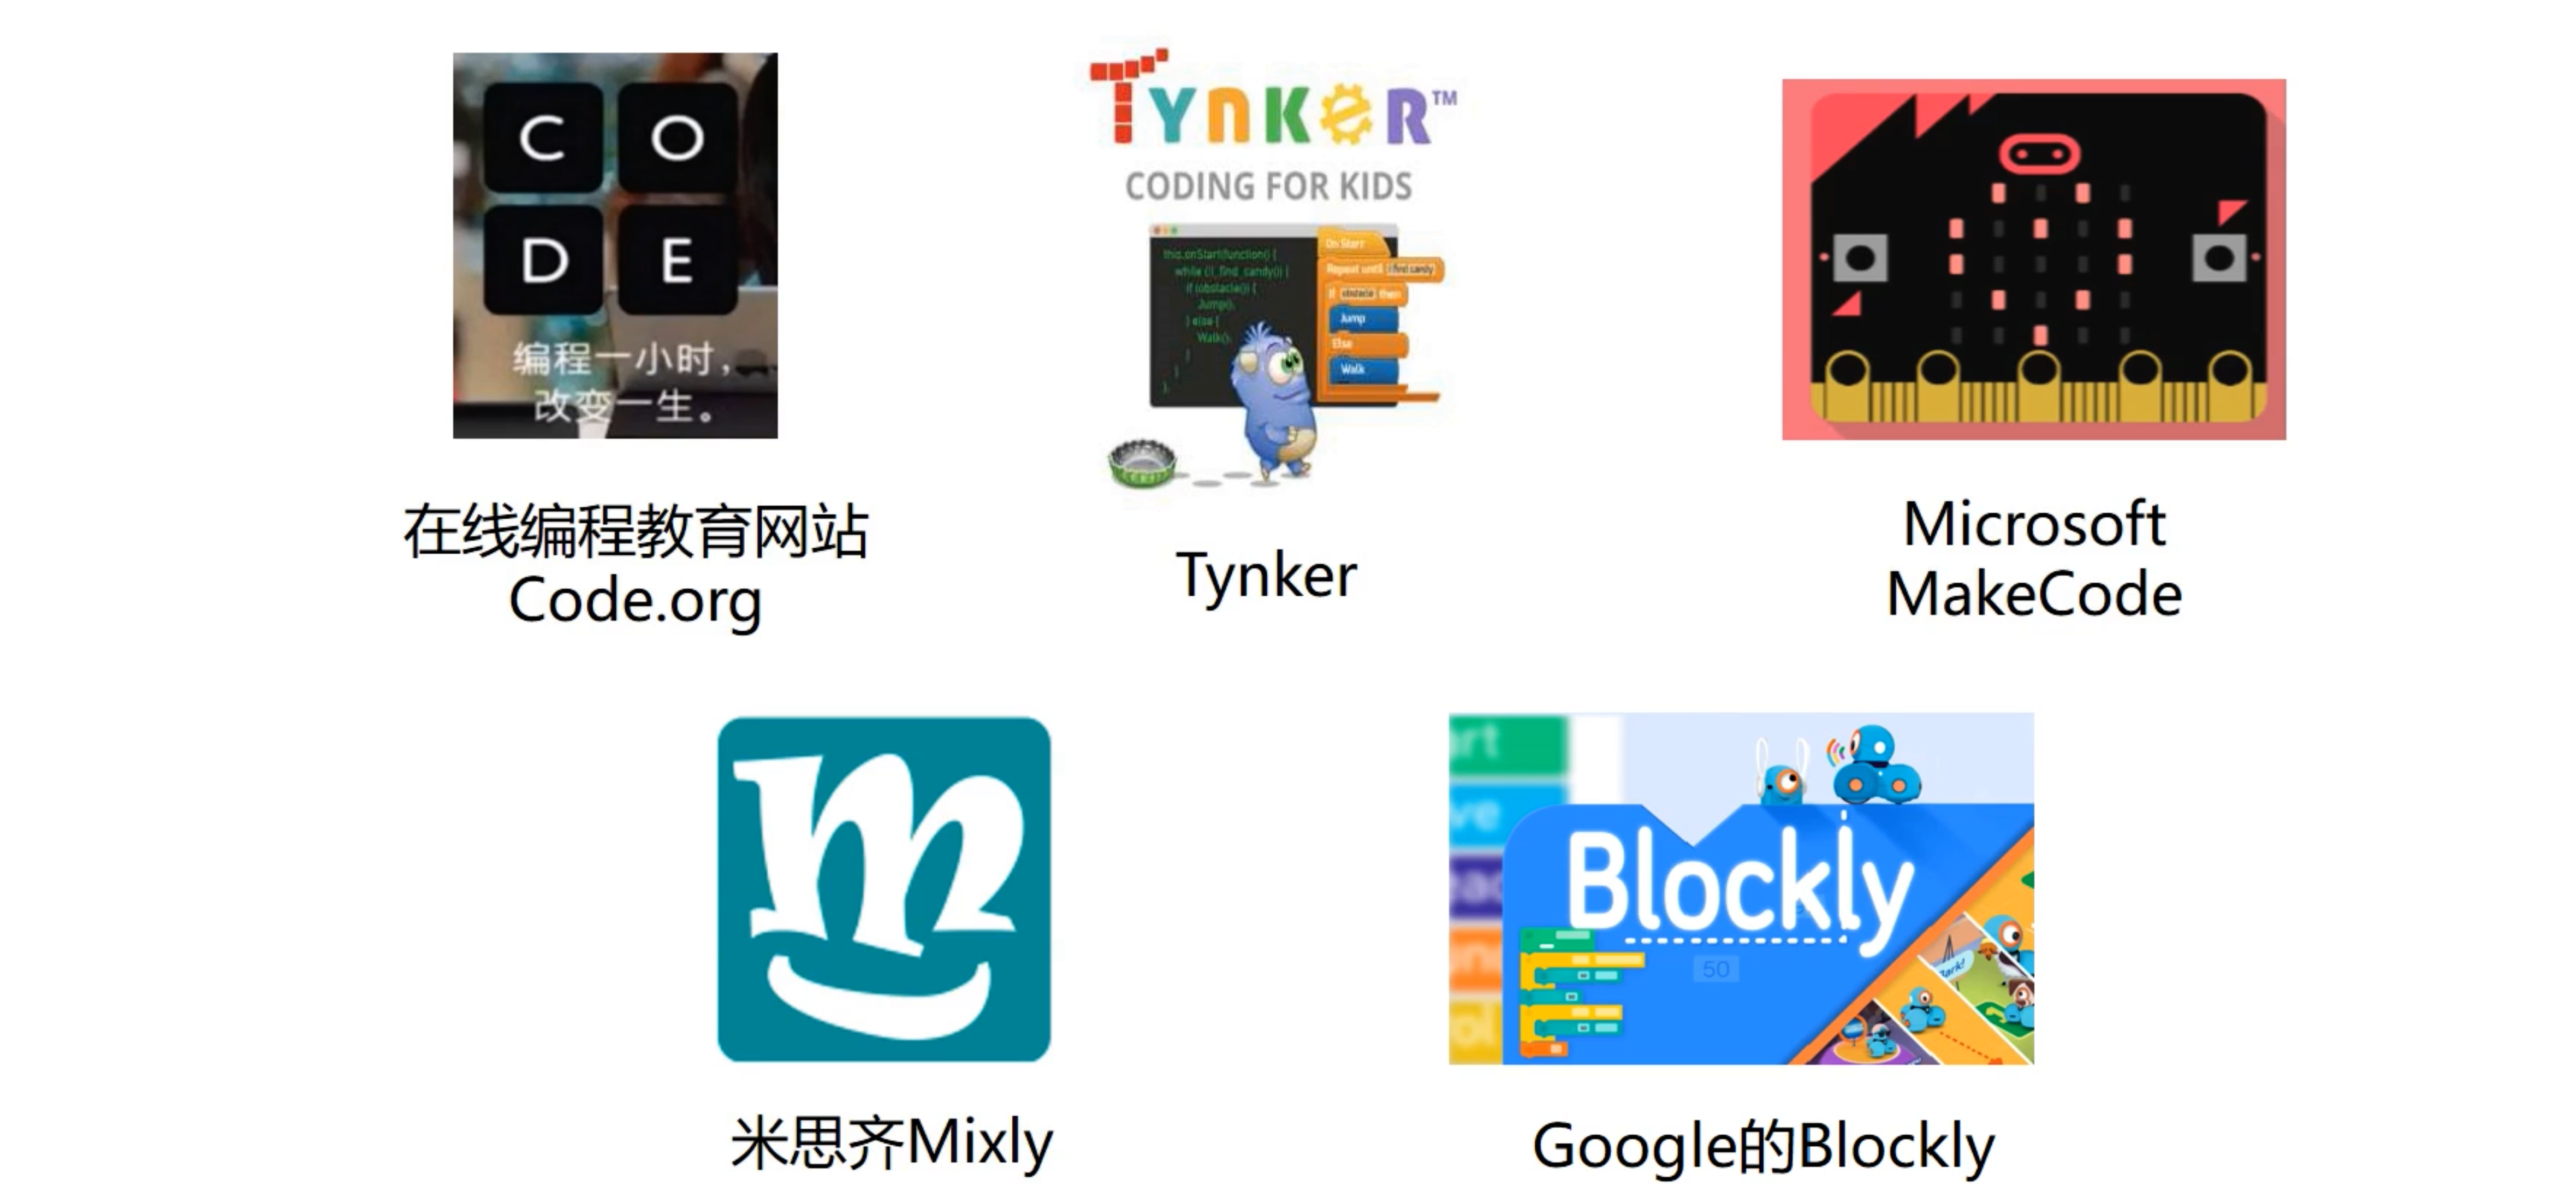 C O
D E
编程一小时,
改变一生。
在线编程教育网站
Code.org
TYNKER™
CODING FOR KIDS
this.onStart(function() {
while (!i_find_candy()) {
if (obstacle()) {
Jump();
} else {
Walk();
}
}
}
On Start
Repeat until i find candy
If obstacle then
Jump
Else
Walk
Tynker
Microsoft
MakeCode
m
米思齐Mixly
Blockly
50
Bark!
Google的Blockly